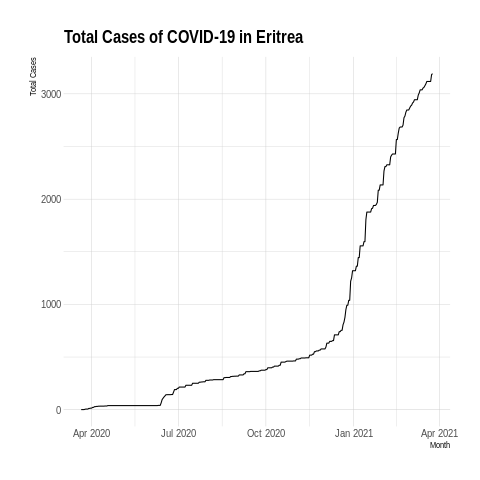 Total Cases of COVID-19 in Eritrea
Total Cases
3000
2000
1000
0
Apr 2020
Jul 2020
Oct 2020
Jan 2021
Apr 2021
Month